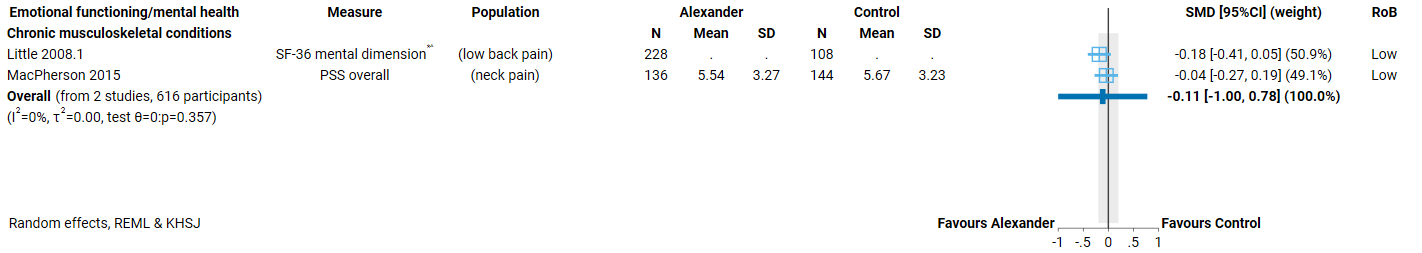 Emotional functioning/mental health Measure Population Alexander Control SMD [95%CI] (weight) RoB
Chronic musculoskeletal conditions N Mean SD N Mean SD
Little 2008.1 SF-36 mental dimension*^ (low back pain) 228 . . 108 . . -0.18 [-0.41, 0.05] (50.9%) Low
MacPherson 2015 PSS overall (neck pain) 136 5.54 3.27 144 5.67 3.23 -0.04 [-0.27, 0.19] (49.1%) Low
Overall (from 2 studies, 616 participants) -0.11 [-1.00, 0.78] (100.0%)
(I²=0%, τ²=0.00, test θ=0:p=0.357)
Random effects, REML & KHSJ Favours Alexander Favours Control
-1 -.5 0 .5 1